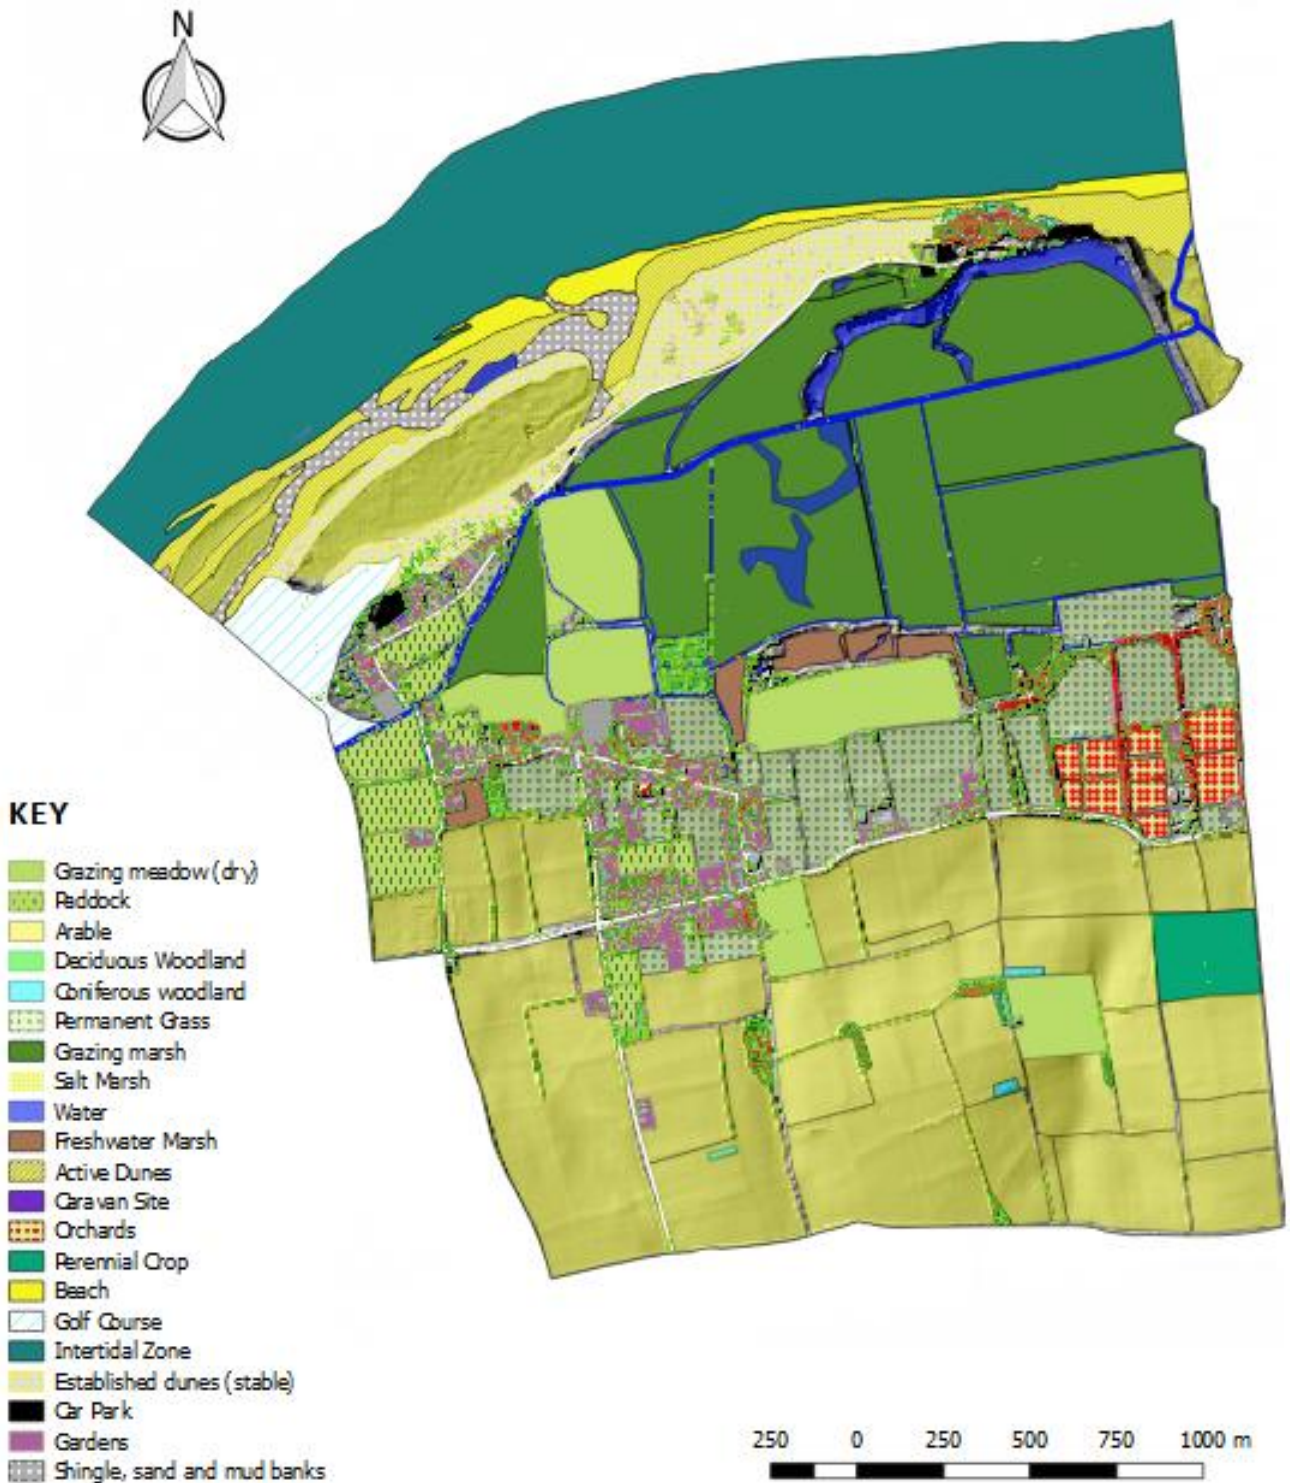 N
KEY
Grazing meadow (dry)
Paddock
Arable
Deciduous Woodland
Coniferous woodland
Permanent Grass
Grazing marsh
Salt Marsh
Water
Freshwater Marsh
Active Dunes
Caravan Site
Orchards
Perennial Crop
Beach
Golf Course
Intertidal Zone
Established dunes (stable)
Car Park
Gardens
Shingle, sand and mud banks
250 0 250 500 750 1000 m